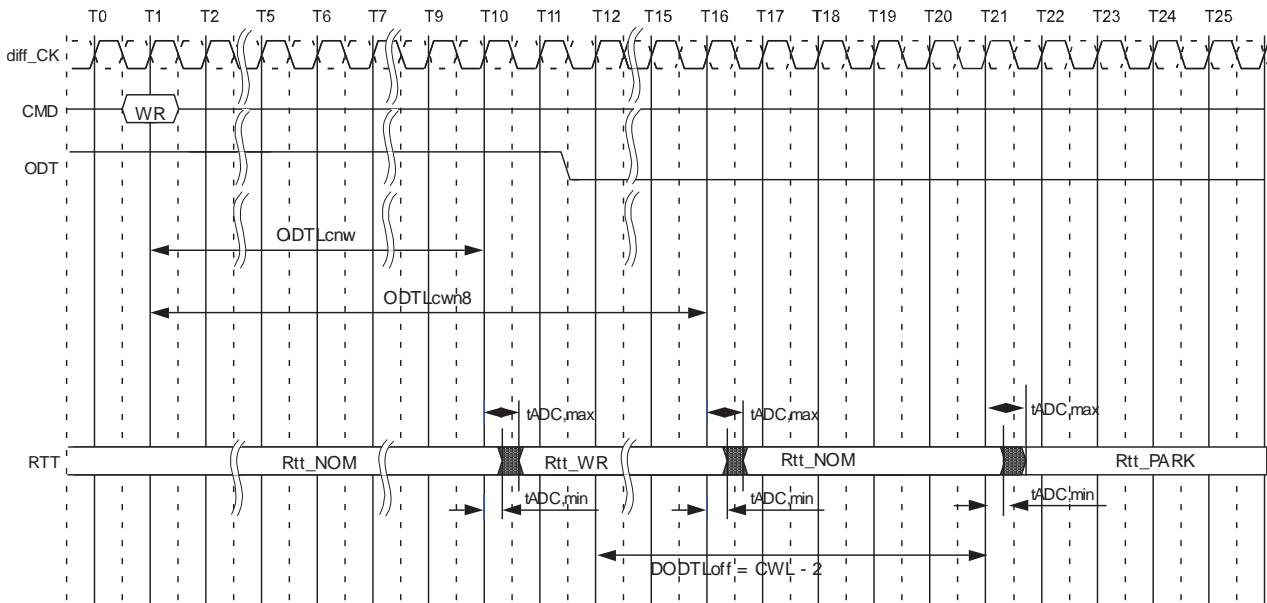 T0 T1 T2 T5 T6 T7 T9 T10 T11 T12 T15 T16 T17 T18 T19 T20 T21 T22 T23 T24 T25
diff_CK
CMD WR
ODT
ODTLcnw
ODTLcwn8
tADC,max tADC,max tADC,max
RTT Rtt_NOM Rtt_WR Rtt_NOM Rtt_PARK
tADC,min tADC,min tADC,min
DODTLoff = CWL - 2